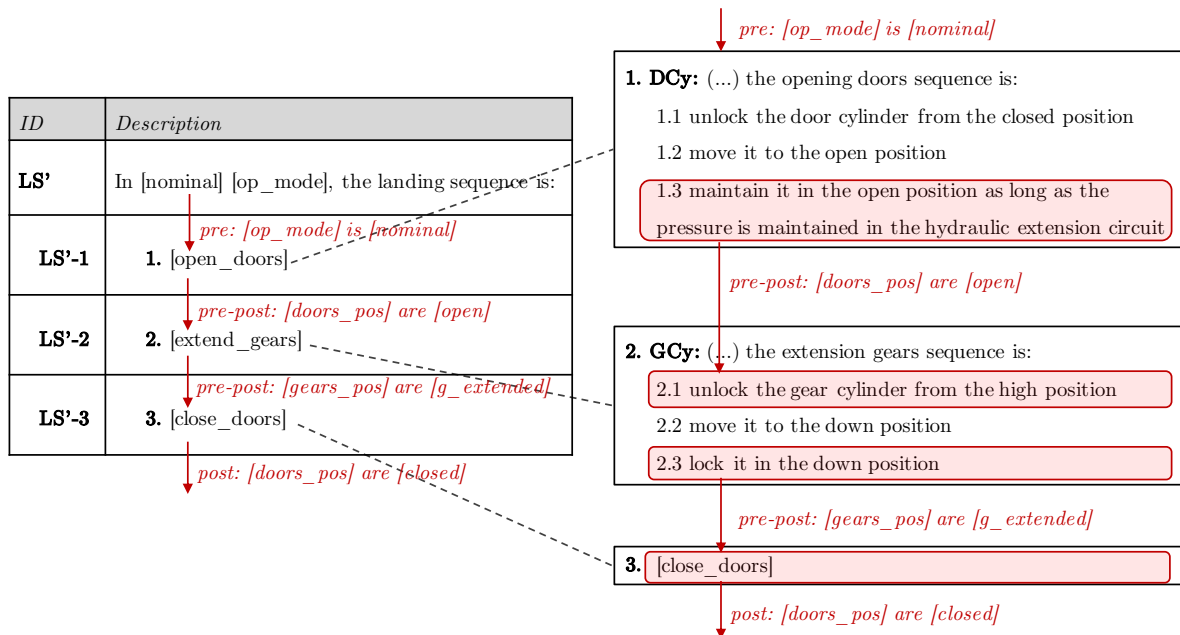 ID Description
LS' In [nominal] [op_mode], the landing sequence is:
pre: [op_mode] is [nominal]
LS'-1 1. [open_doors]
pre-post: [doors_pos] are [open]
LS'-2 2. [extend_gears]
pre-post: [gears_pos] are [g_extended]
LS'-3 3. [close_doors]
post: [doors_pos] are [closed]
pre: [op_mode] is [nominal]
1. DCy: (...) the opening doors sequence is:
1.1 unlock the door cylinder from the closed position
1.2 move it to the open position
1.3 maintain it in the open position as long as the
pressure is maintained in the hydraulic extension circuit
pre-post: [doors_pos] are [open]
2. GCy: (...) the extension gears sequence is:
2.1 unlock the gear cylinder from the high position
2.2 move it to the down position
2.3 lock it in the down position
pre-post: [gears_pos] are [g_extended]
3. [close_doors]
post: [doors_pos] are [closed]